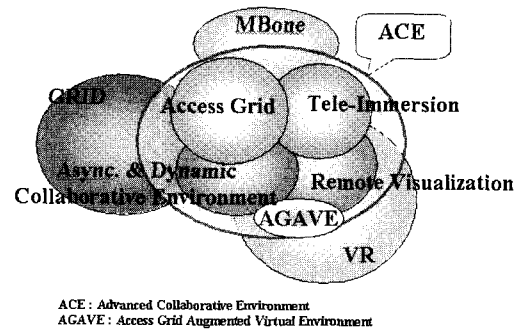 MBone
ACE
GRID
Access Grid
Tele-Immersion
Async. & Dynamic
Collaborative Environment
Remote Visualization
AGAVE
VR
ACE : Advanced Collaborative Environment
AGAVE : Access Grid Augmented Virtual Environment